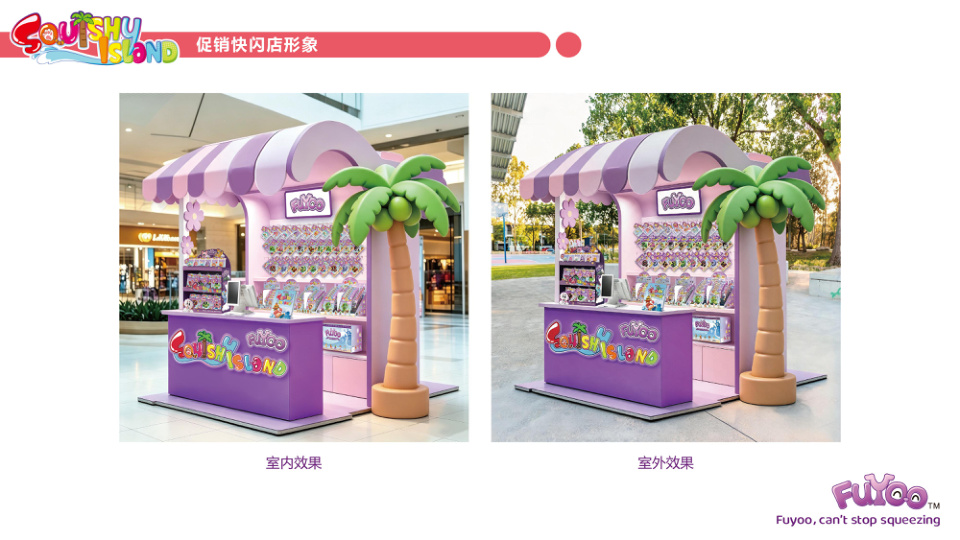 SQUISHY
ISLAND
促销快闪店形象
FUYOO
FUYOO
SQUISHY ISLAND
FUYOO
FUYOO
SQUISHY ISLAND
室内效果
室外效果
FUYOO TM
Fuyoo, can't stop squeezing